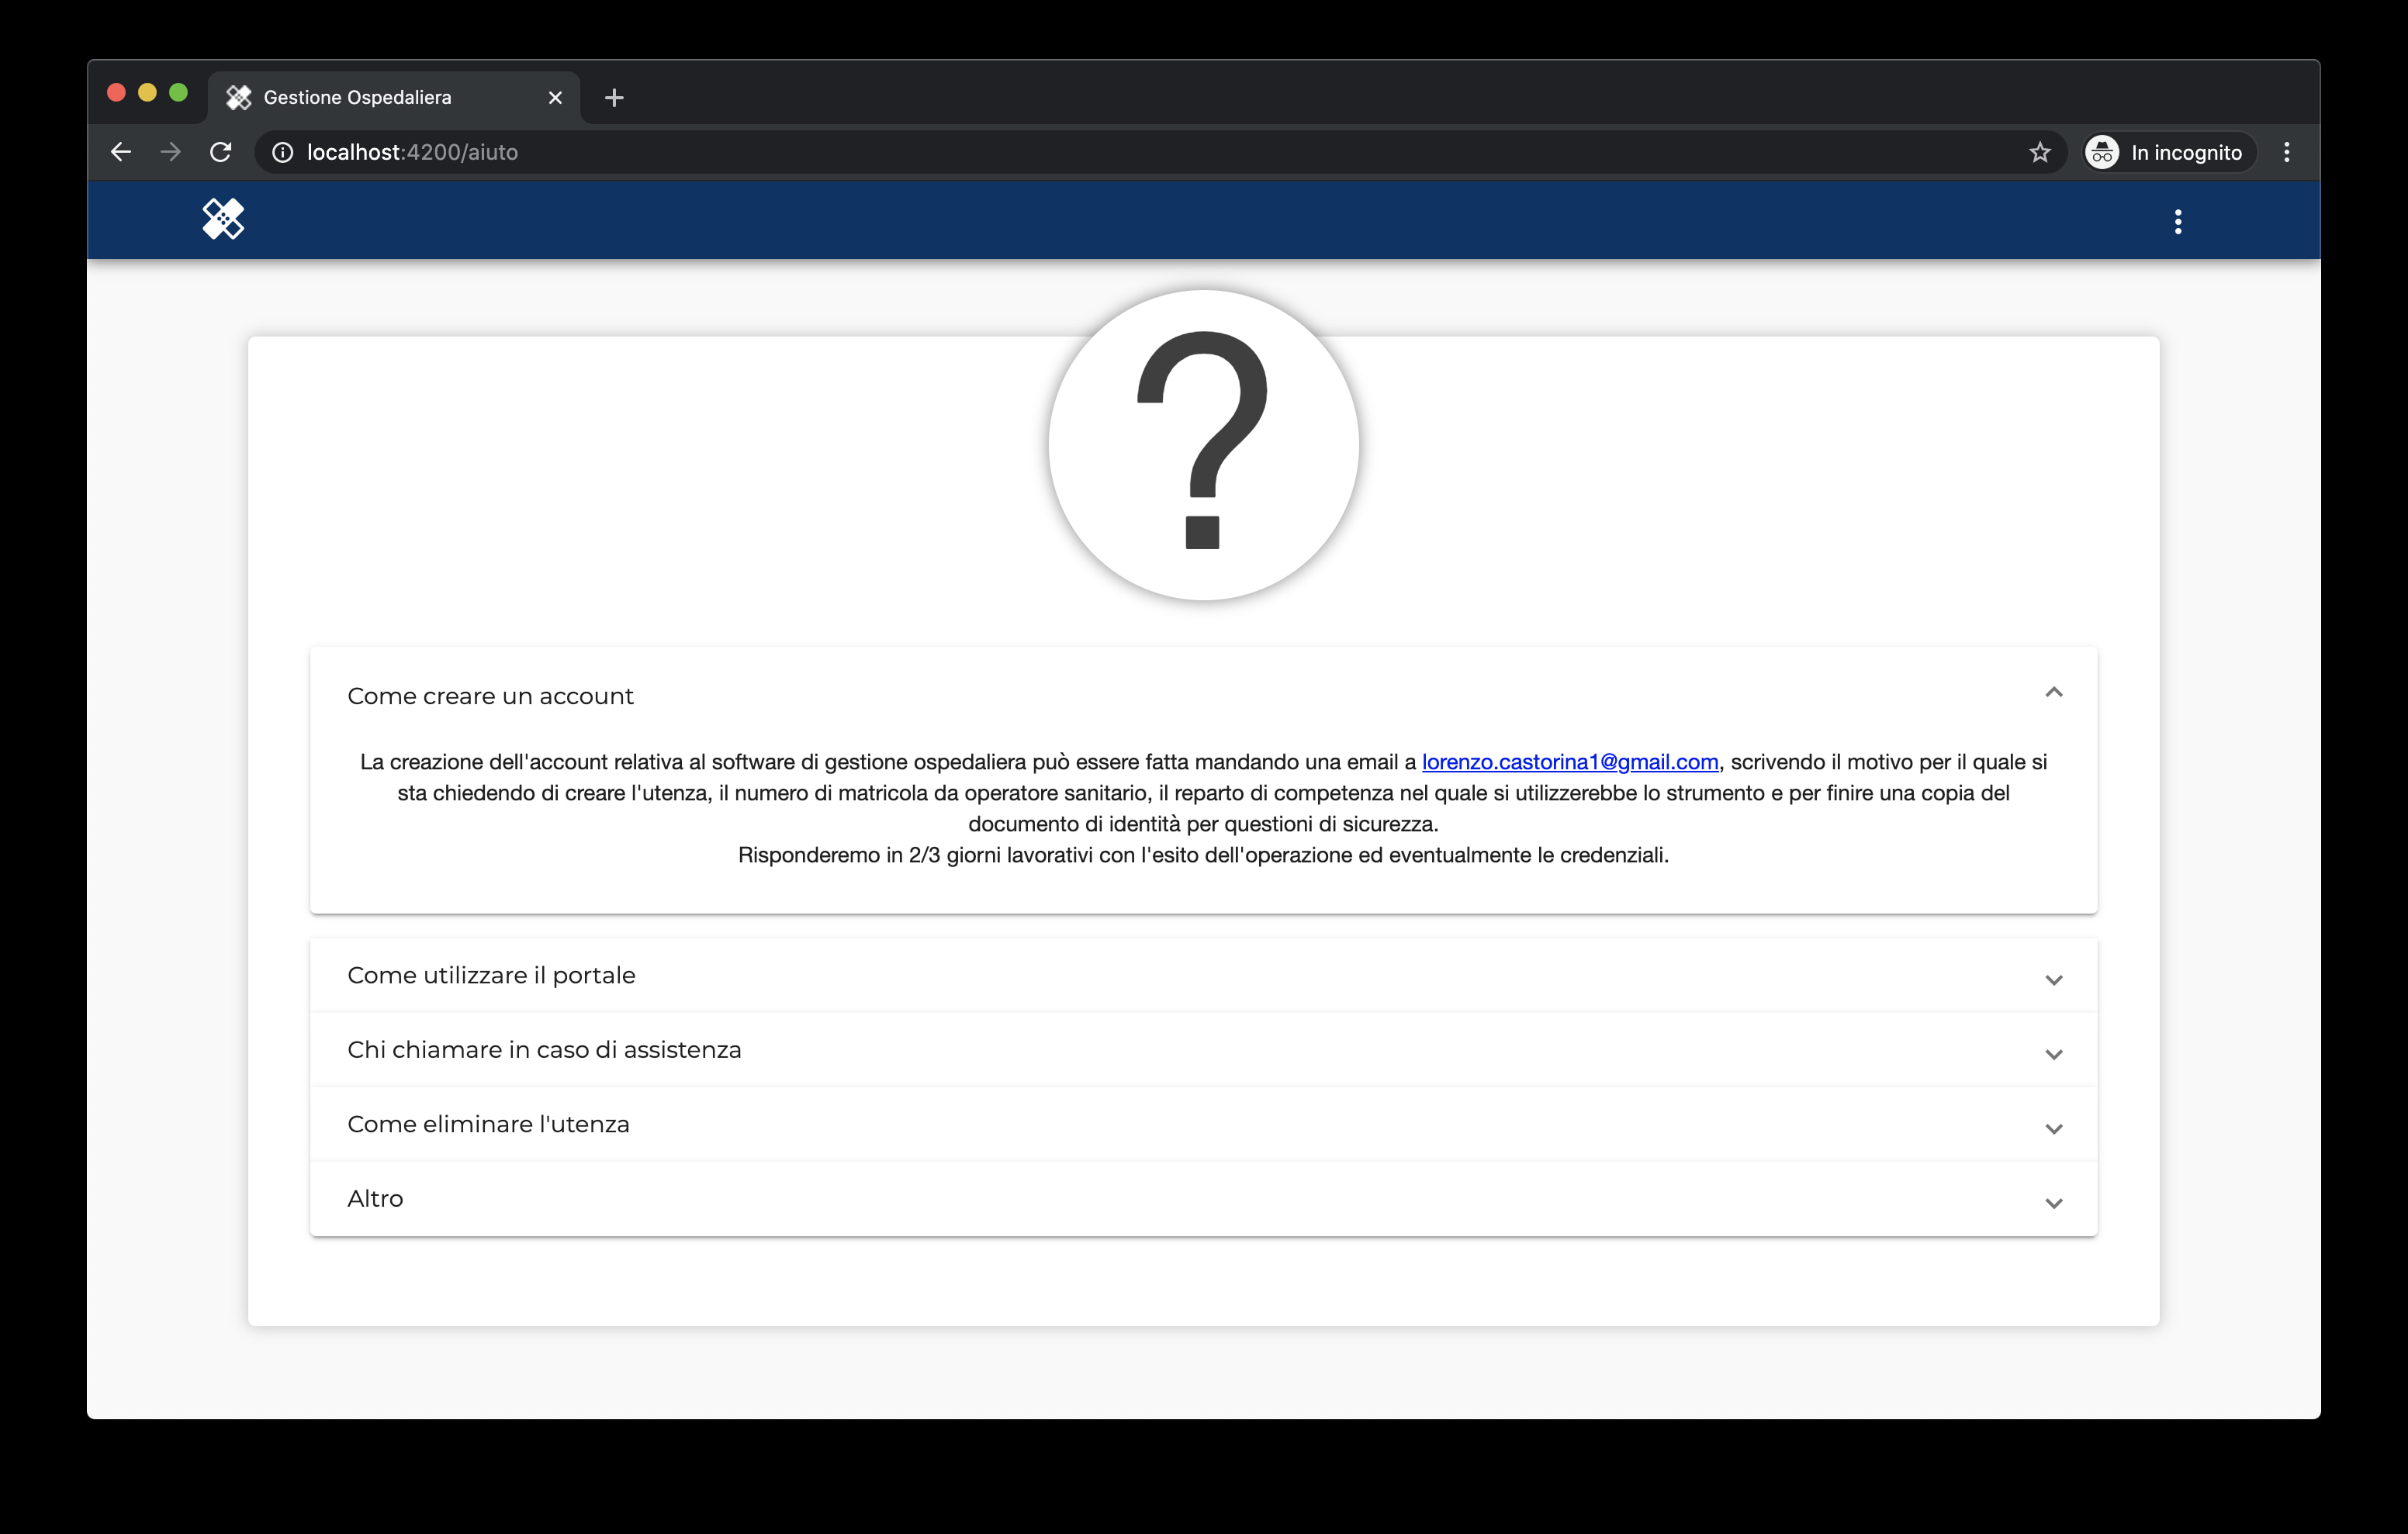 Gestione Ospedaliera
localhost:4200/aiuto
In incognito
?
Come creare un account
La creazione dell'account relativa al software di gestione ospedaliera può essere fatta mandando una email a lorenzo.castorina1@gmail.com, scrivendo il motivo per il quale si
sta chiedendo di creare l'utenza, il numero di matricola da operatore sanitario, il reparto di competenza nel quale si utilizzerebbe lo strumento e per finire una copia del
documento di identità per questioni di sicurezza.
Risponderemo in 2/3 giorni lavorativi con l'esito dell'operazione ed eventualmente le credenziali.
Come utilizzare il portale
Chi chiamare in caso di assistenza
Come eliminare l'utenza
Altro